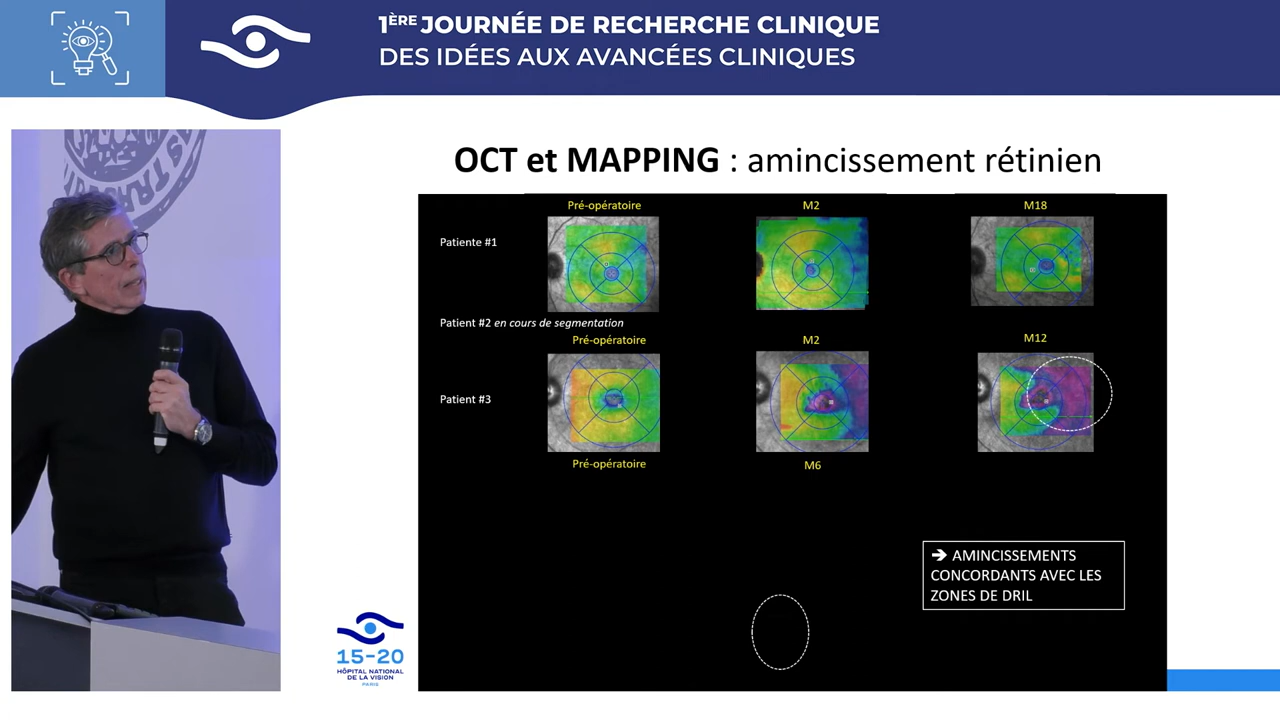 1ÈRE JOURNÉE DE RECHERCHE CLINIQUE
DES IDÉES AUX AVANCÉES CLINIQUES
OCT et MAPPING : amincissement rétinien
Pré-opératoire
M2
M18
Patiente #1
Patient #2 en cours de segmentation
Pré-opératoire
M2
M12
Patient #3
Pré-opératoire
M6
➔ AMINCISSEMENTS
CONCORDANTS AVEC LES
ZONES DE DRIL
15-20
HÔPITAL NATIONAL
DE LA VISION
PARIS